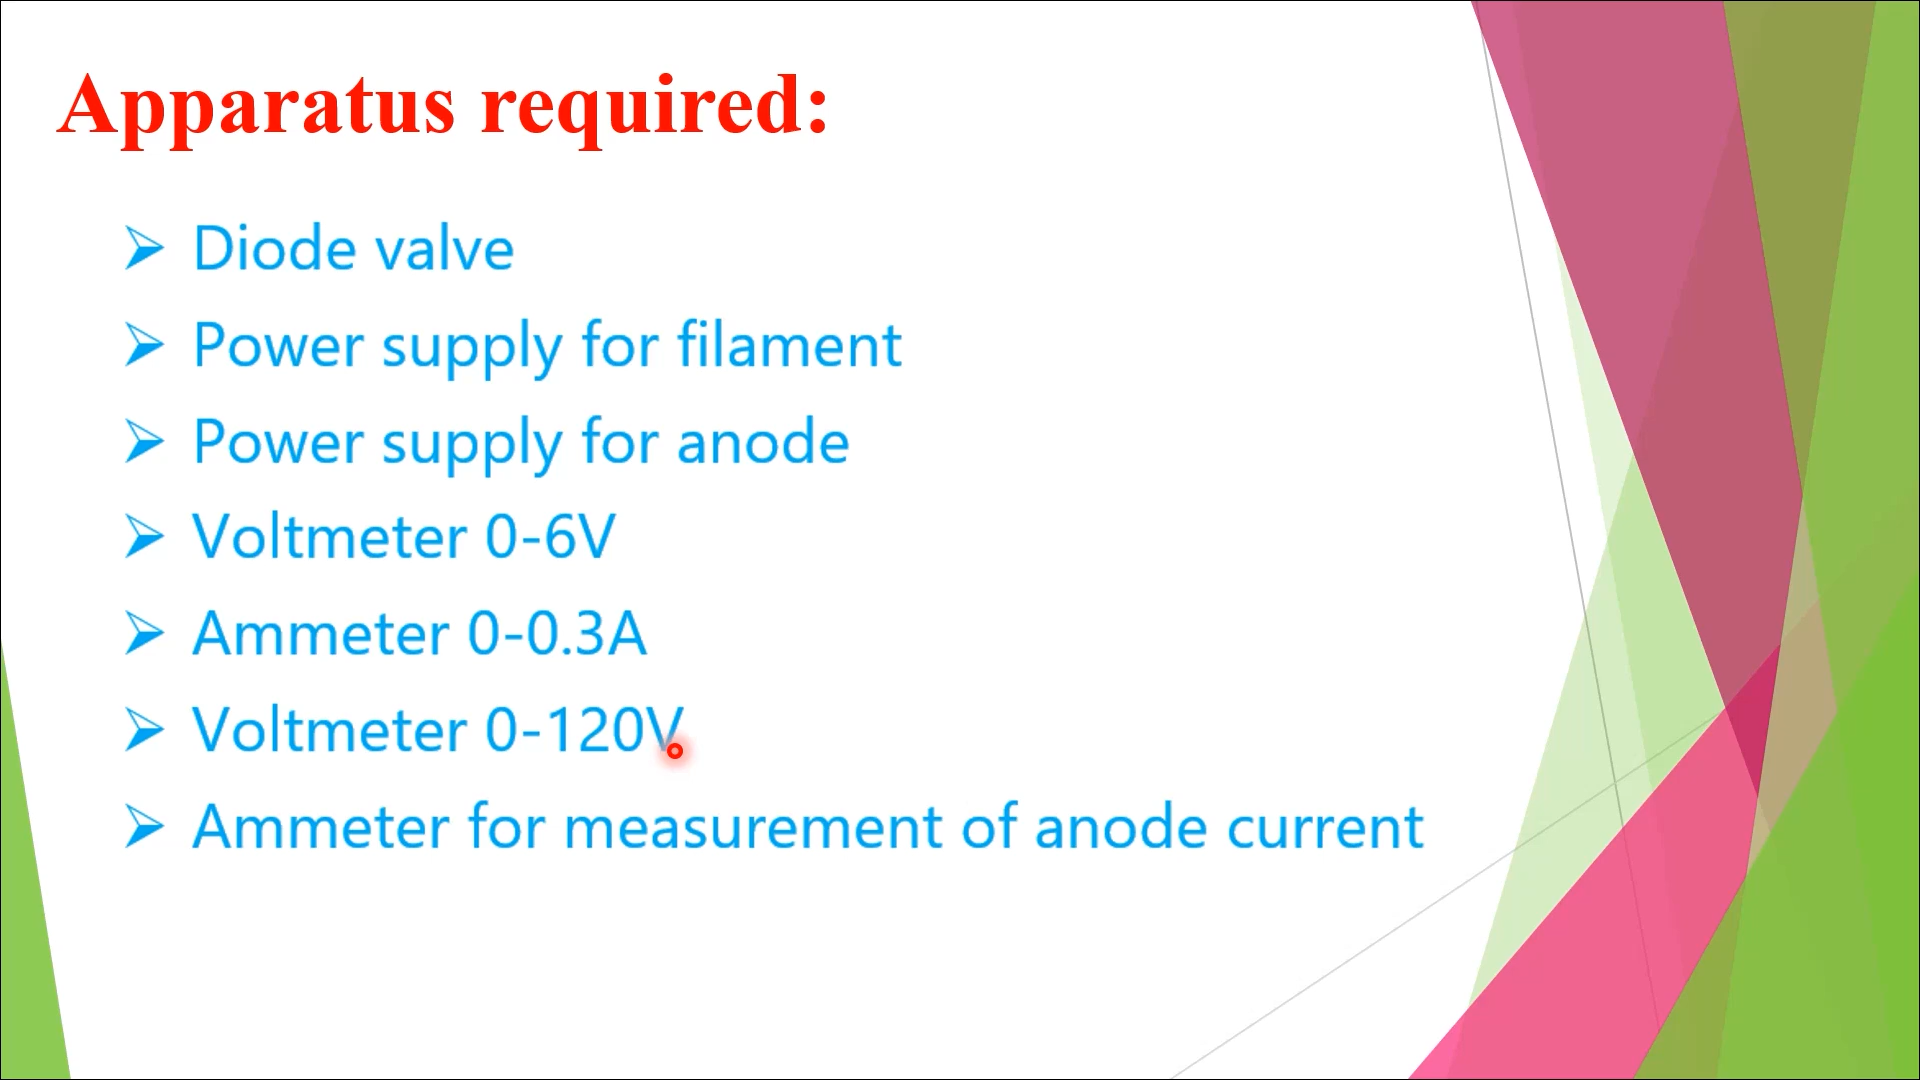 Apparatus required:
Diode valve
Power supply for filament
Power supply for anode
Voltmeter 0-6V
Ammeter 0-0.3A
Voltmeter 0-120V
Ammeter for measurement of anode current